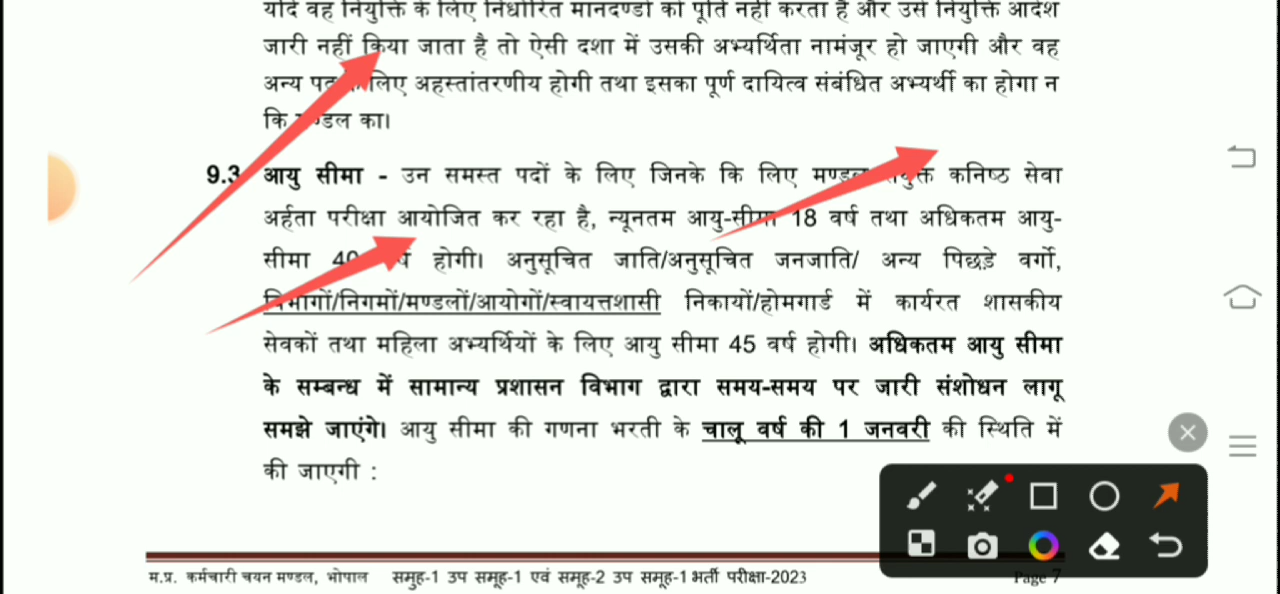 यदि वह नियुक्ति के लिए निर्धारित मानदण्डों की पूर्ति नहीं करता है और उसे नियुक्ति आदेश
जारी नहीं किया जाता है तो ऐसी दशा में उसकी अभ्यर्थिता नामंजूर हो जाएगी और वह
अन्य पद लिए अहस्तांतरणीय होगी तथा इसका पूर्ण दायित्व संबंधित अभ्यर्थी का होगा न
कि मण्डल का।
9.3 आयु सीमा - उन समस्त पदों के लिए जिनके कि लिए मण्डल संयुक्त कनिष्ठ सेवा
अर्हता परीक्षा आयोजित कर रहा है, न्यूनतम आयु-सीमा 18 वर्ष तथा अधिकतम आयु-
सीमा 40 वर्ष होगी। अनुसूचित जाति/अनुसूचित जनजाति/ अन्य पिछड़े वर्गो,
विभागों/निगमों/मण्डलों/आयोगों/स्वायत्तशासी निकायों/होमगार्ड में कार्यरत शासकीय
सेवकों तथा महिला अभ्यर्थियों के लिए आयु सीमा 45 वर्ष होगी। अधिकतम आयु सीमा
के सम्बन्ध में सामान्य प्रशासन विभाग द्वारा समय-समय पर जारी संशोधन लागू
समझे जाएंगे। आयु सीमा की गणना भरती के चालू वर्ष की 1 जनवरी की स्थिति में
की जाएगी :
म.प्र. कर्मचारी चयन मण्डल, भोपाल समुह-1 उप समूह-1 एवं समूह-2 उप समूह-1 भर्ती परीक्षा-2023 Page 7